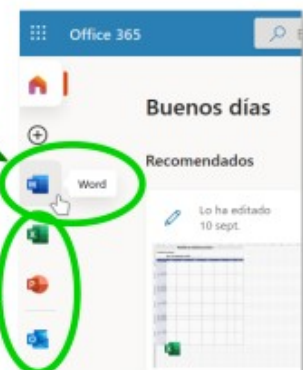 Office 365
Buenos días
Recomendados
Word
Lo ha editado
10 sept.